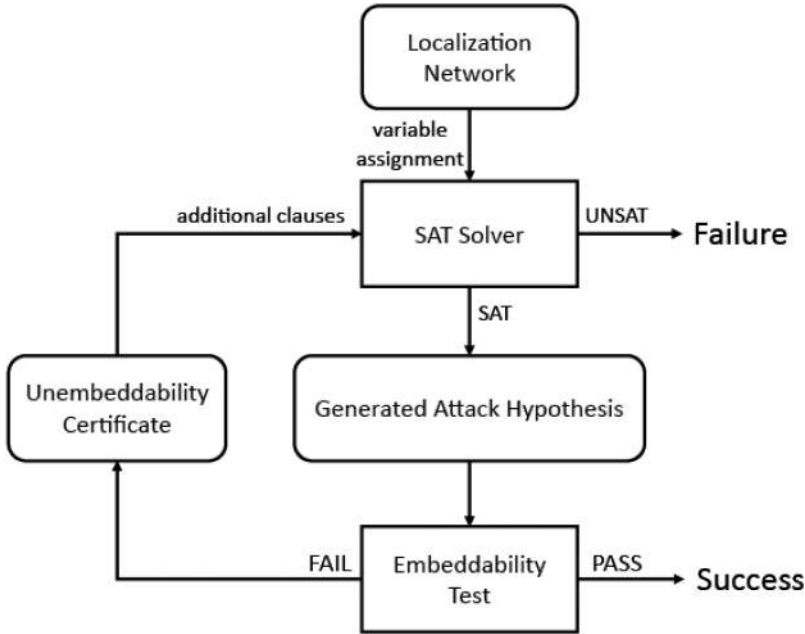 Localization
Network
variable
assignment
additional clauses
SAT Solver
UNSAT
Failure
SAT
Unembeddability
Certificate
Generated Attack Hypothesis
FAIL
Embeddability
Test
PASS
Success